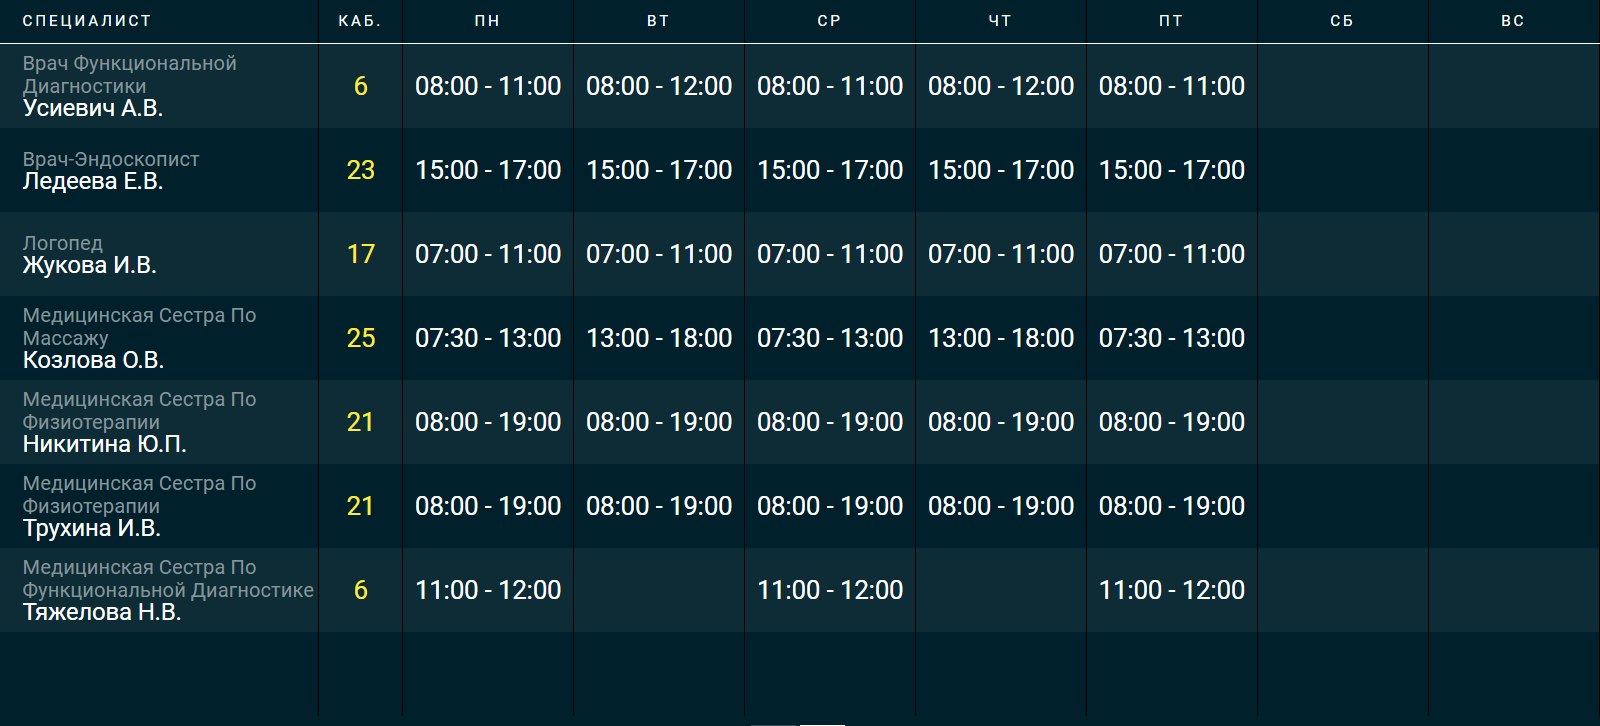 СПЕЦИАЛИСТ КАБ. ПН ВТ СР ЧТ ПТ СБ ВС
Врач Функциональной
Диагностики
Усиевич А.В.
6 08:00 - 11:00 08:00 - 12:00 08:00 - 11:00 08:00 - 12:00 08:00 - 11:00
Врач-Эндоскопист
Ледеева Е.В.
23 15:00 - 17:00 15:00 - 17:00 15:00 - 17:00 15:00 - 17:00 15:00 - 17:00
Логопед
Жукова И.В.
17 07:00 - 11:00 07:00 - 11:00 07:00 - 11:00 07:00 - 11:00 07:00 - 11:00
Медицинская Сестра По
Массажу
Козлова О.В.
25 07:30 - 13:00 13:00 - 18:00 07:30 - 13:00 13:00 - 18:00 07:30 - 13:00
Медицинская Сестра По
Физиотерапии
Никитина Ю.П.
21 08:00 - 19:00 08:00 - 19:00 08:00 - 19:00 08:00 - 19:00 08:00 - 19:00
Медицинская Сестра По
Физиотерапии
Трухина И.В.
21 08:00 - 19:00 08:00 - 19:00 08:00 - 19:00 08:00 - 19:00 08:00 - 19:00
Медицинская Сестра По
Функциональной Диагностике
Тяжелова Н.В.
6 11:00 - 12:00 11:00 - 12:00 11:00 - 12:00